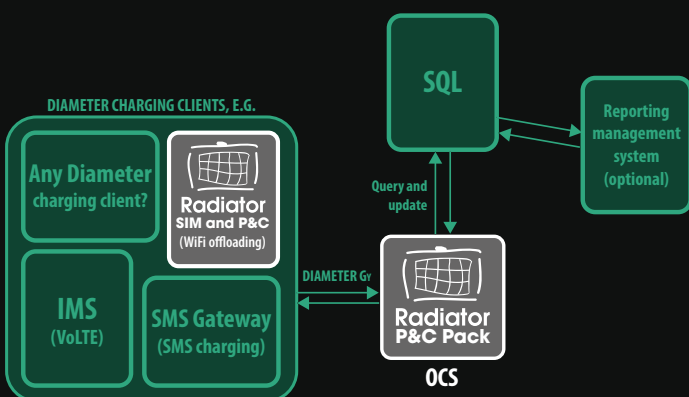 DIAMETER CHARGING CLIENTS, E.G.
Any Diameter
charging client?
Radiator
SIM and P&C
(WiFi offloading)
IMS
(VoLTE)
SMS Gateway
(SMS charging)
DIAMETER GY
SQL
Query and
update
Reporting
management
system
(optional)
Radiator
P&C Pack
OCS